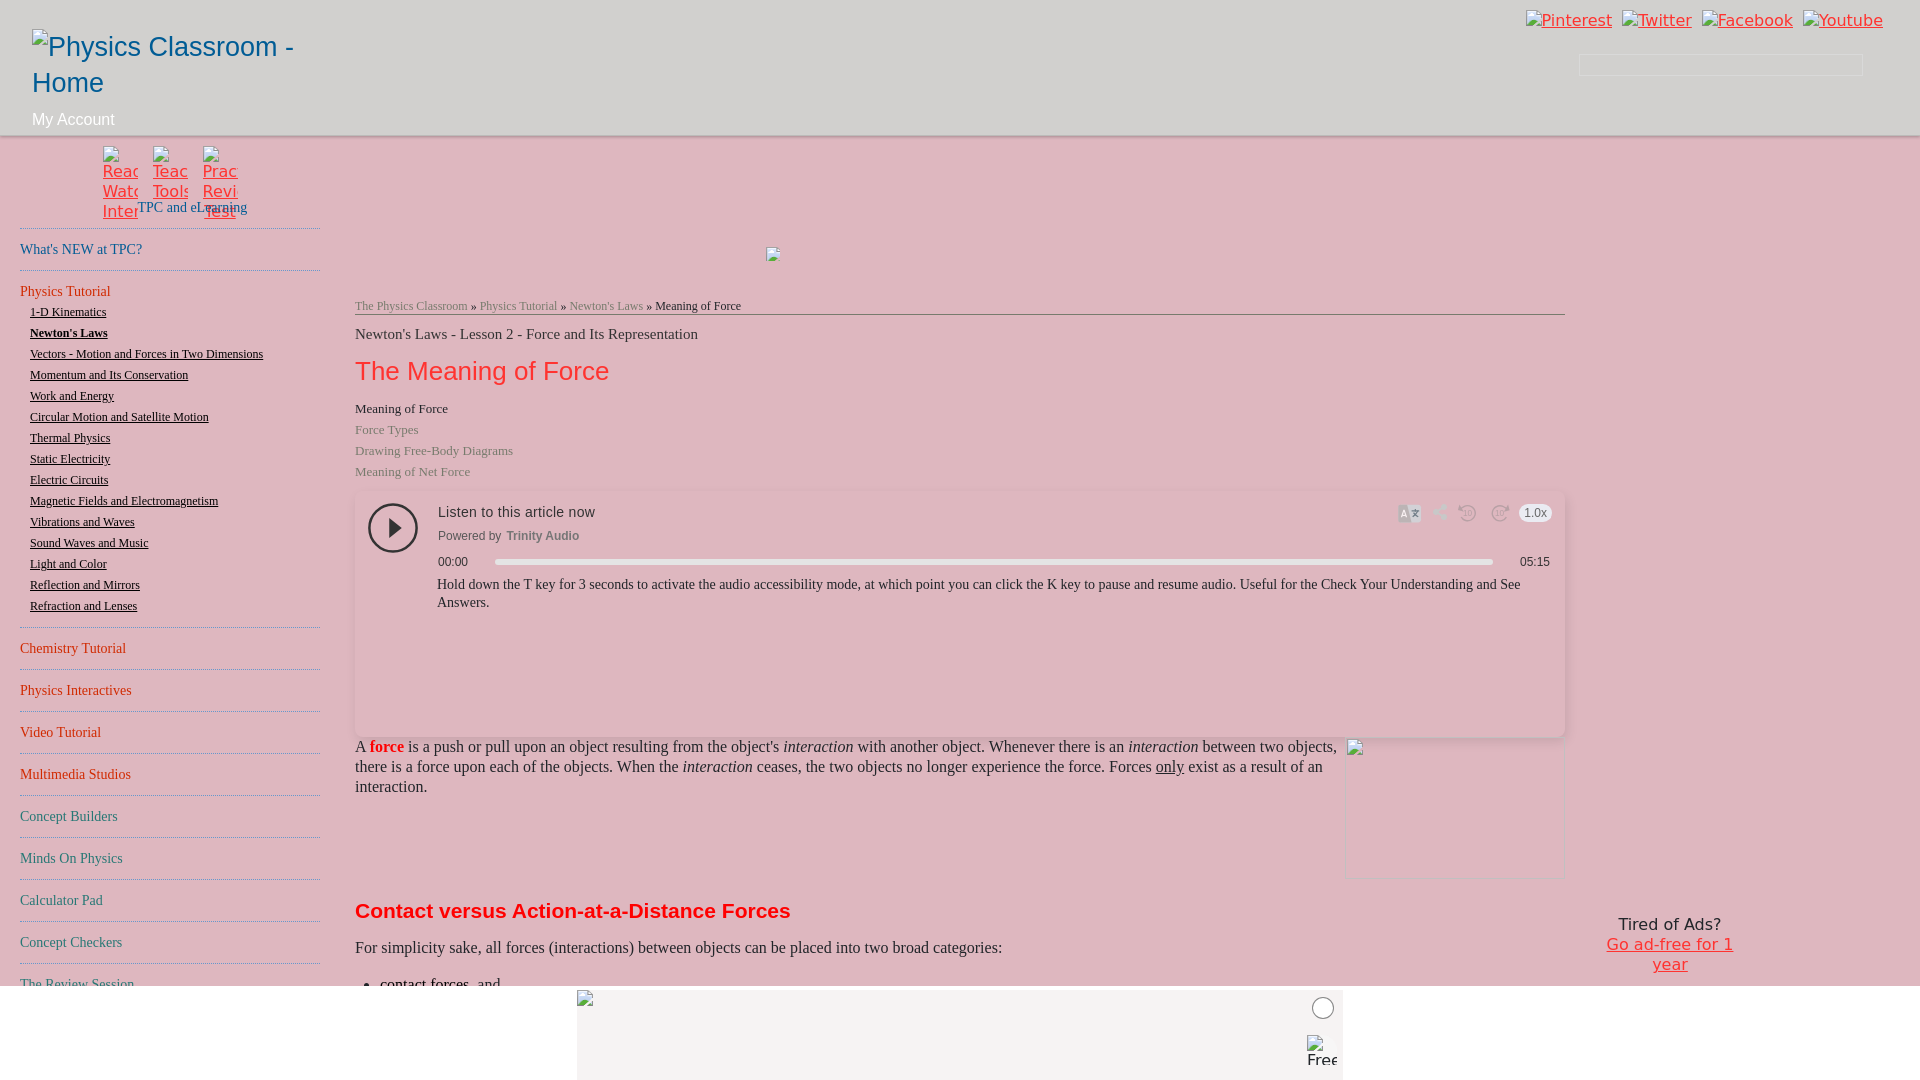 Pinterest Twitter Facebook Youtube
Physics Classroom -
Home
My Account
Read
Watc
Inter
Teac
Tools
Prac
Revi
Test
TPC and eLearning
What's NEW at TPC?
Physics Tutorial
1-D Kinematics
Newton's Laws
Vectors - Motion and Forces in Two Dimensions
Momentum and Its Conservation
Work and Energy
Circular Motion and Satellite Motion
Thermal Physics
Static Electricity
Electric Circuits
Magnetic Fields and Electromagnetism
Vibrations and Waves
Sound Waves and Music
Light and Color
Reflection and Mirrors
Refraction and Lenses
Chemistry Tutorial
Physics Interactives
Video Tutorial
Multimedia Studios
Concept Builders
Minds On Physics
Calculator Pad
Concept Checkers
The Review Session
The Physics Classroom » Physics Tutorial » Newton's Laws » Meaning of Force
Newton's Laws - Lesson 2 - Force and Its Representation
The Meaning of Force
Meaning of Force
Force Types
Drawing Free-Body Diagrams
Meaning of Net Force
Listen to this article now
1.0x
Powered by Trinity Audio
00:00
05:15
Hold down the T key for 3 seconds to activate the audio accessibility mode, at which point you can click the K key to pause and resume audio. Useful for the Check Your Understanding and See
Answers.
A force is a push or pull upon an object resulting from the object's interaction with another object. Whenever there is an interaction between two objects,
there is a force upon each of the objects. When the interaction ceases, the two objects no longer experience the force. Forces only exist as a result of an
interaction.
Contact versus Action-at-a-Distance Forces
For simplicity sake, all forces (interactions) between objects can be placed into two broad categories:
• contact forces, and
Tired of Ads?
Go ad-free for 1
year
Free